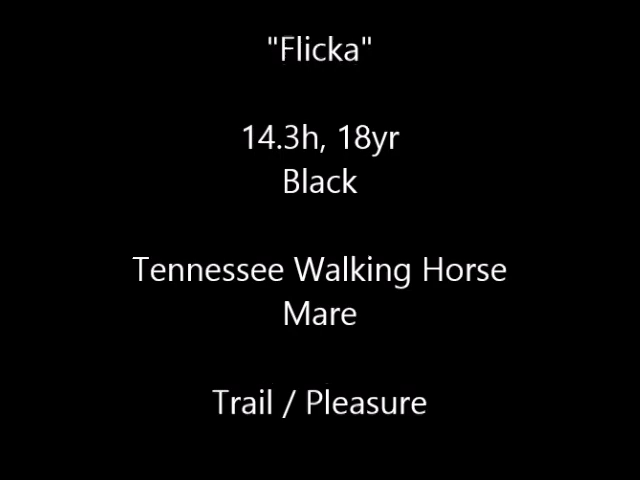 "Flicka"
14.3h, 18yr
Black
Tennessee Walking Horse
Mare
Trail / Pleasure